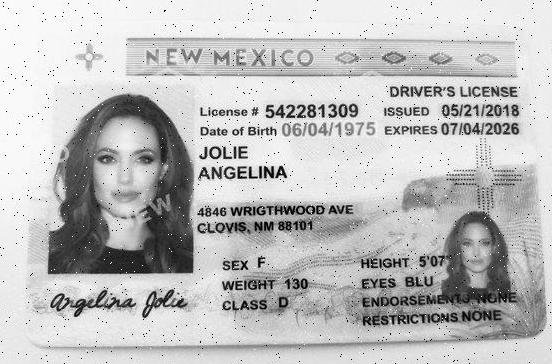 NEW MEXICO
DRIVER'S LICENSE
License # 542281309 ISSUED 05/21/2018
Date of Birth 06/04/1975 EXPIRES 07/04/2026
JOLIE
ANGELINA
4846 WRIGTHWOOD AVE
CLOVIS, NM 88101
SEX F HEIGHT 5'07"
WEIGHT 130 EYES BLU
CLASS D ENDORSEMENTS NONE
RESTRICTIONS NONE
Angelina Jolie